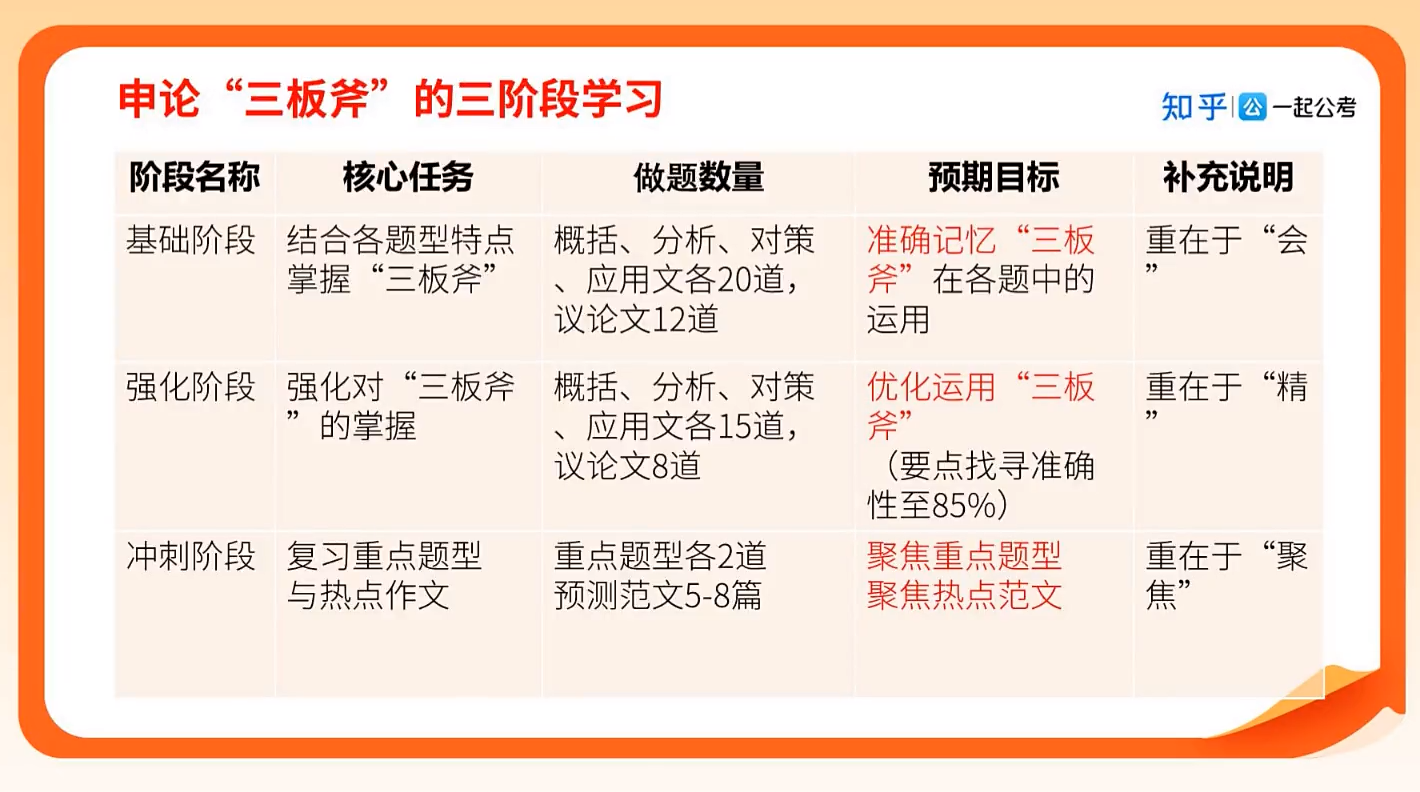 申论“三板斧”的三阶段学习
知乎 公 一起公考
阶段名称 核心任务 做题数量 预期目标 补充说明
基础阶段
结合各题型特点
掌握“三板斧”
概括、分析、对策
、应用文各20道，
议论文12道
准确记忆“三板
斧”在各题中的
运用
重在于“会
”
强化阶段
强化对“三板斧
”的掌握
概括、分析、对策
、应用文各15道，
议论文8道
优化运用“三板
斧”
（要点找寻准确
性至85%）
重在于“精
”
冲刺阶段
复习重点题型
与热点作文
重点题型各2道
预测范文5-8篇
聚焦重点题型
聚焦热点范文
重在于“聚
焦”